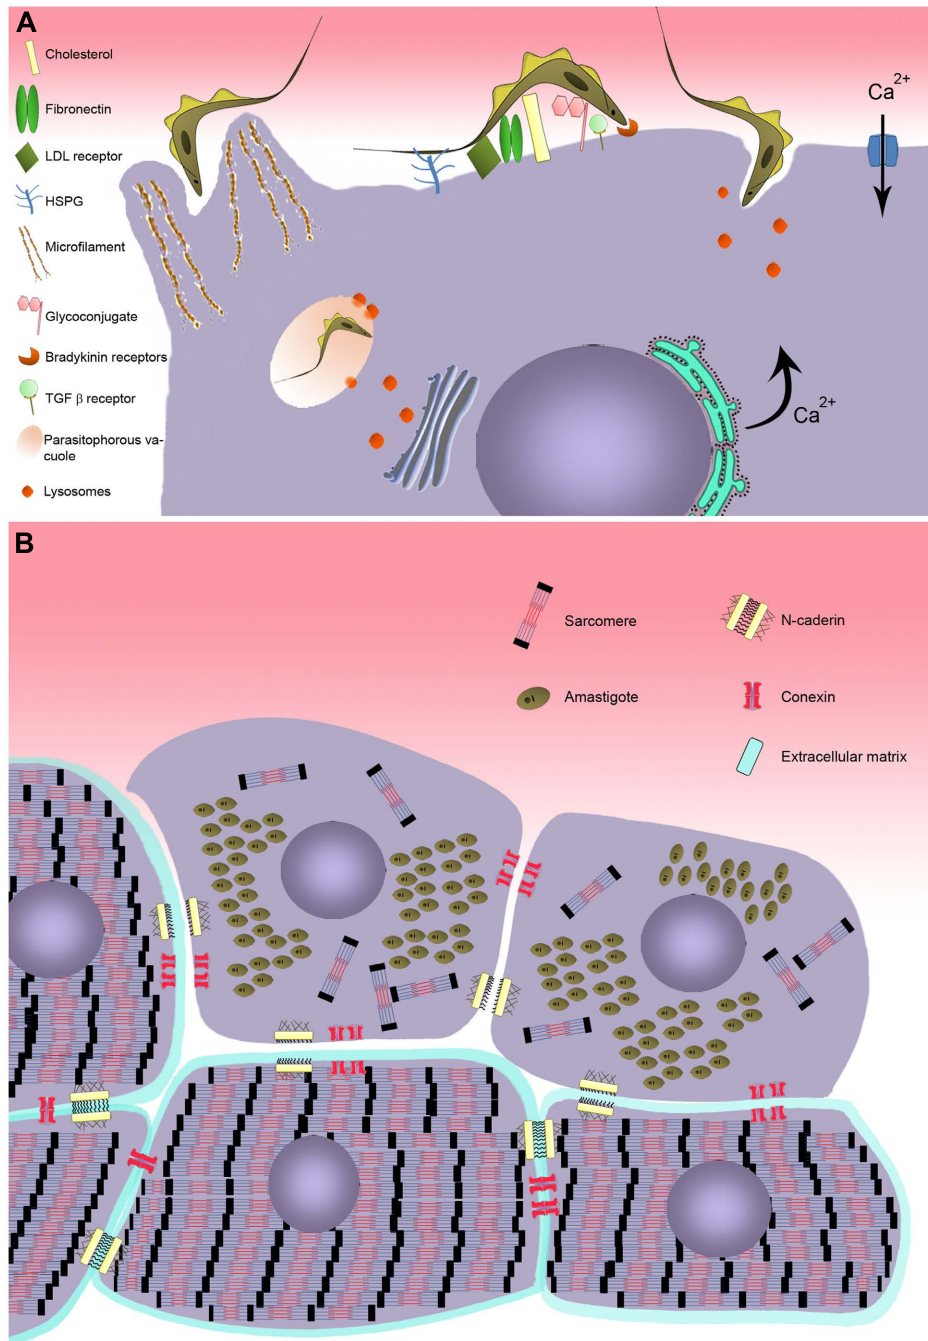 A
Cholesterol
Fibronectin
LDL receptor
HSPG
Microfilament
Glycoconjugate
Bradykinin receptors
TGF β receptor
Parasitophorous va-
cuole
Lysosomes
Ca2+
Ca2+
B
Sarcomere
N-caderin
Amastigote
Conexin
Extracellular matrix